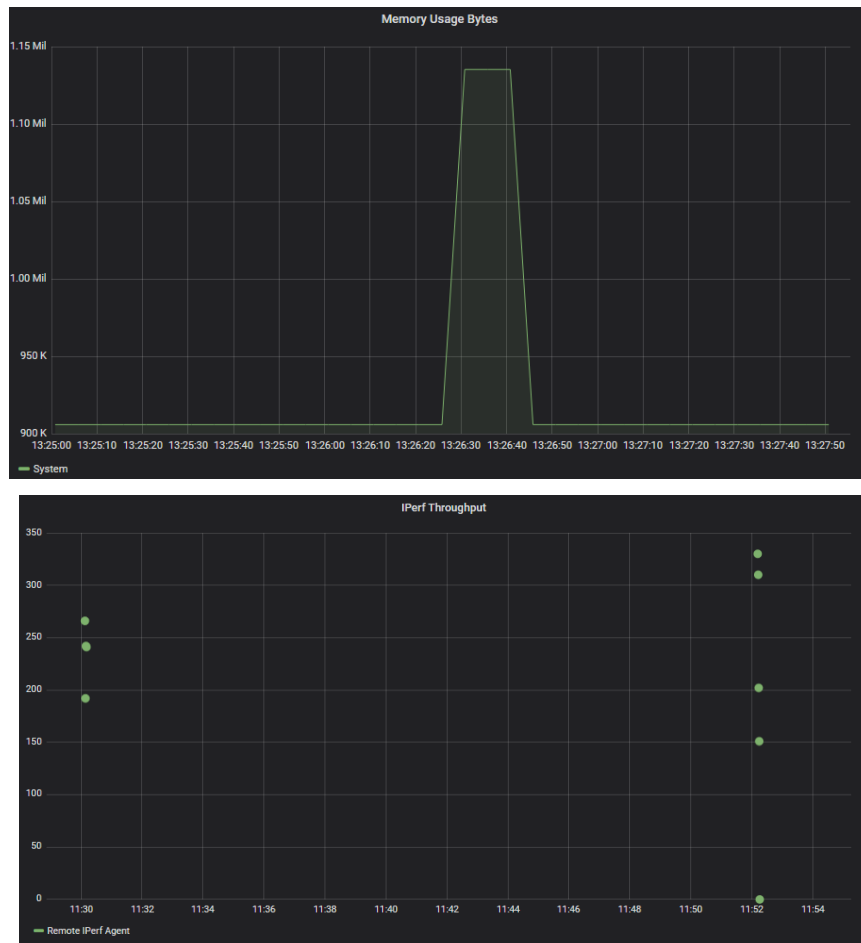 Memory Usage Bytes
1.15 Mil
1.10 Mil
1.05 Mil
1.00 Mil
950 K
900 K
13:25:00 13:25:10 13:25:20 13:25:30 13:25:40 13:25:50 13:26:00 13:26:10 13:26:20 13:26:30 13:26:40 13:26:50 13:27:00 13:27:10 13:27:20 13:27:30 13:27:40 13:27:50
System
IPerf Throughput
350
300
250
200
150
100
50
0
11:30 11:32 11:34 11:36 11:38 11:40 11:42 11:44 11:46 11:48 11:50 11:52 11:54
Remote IPerf Agent